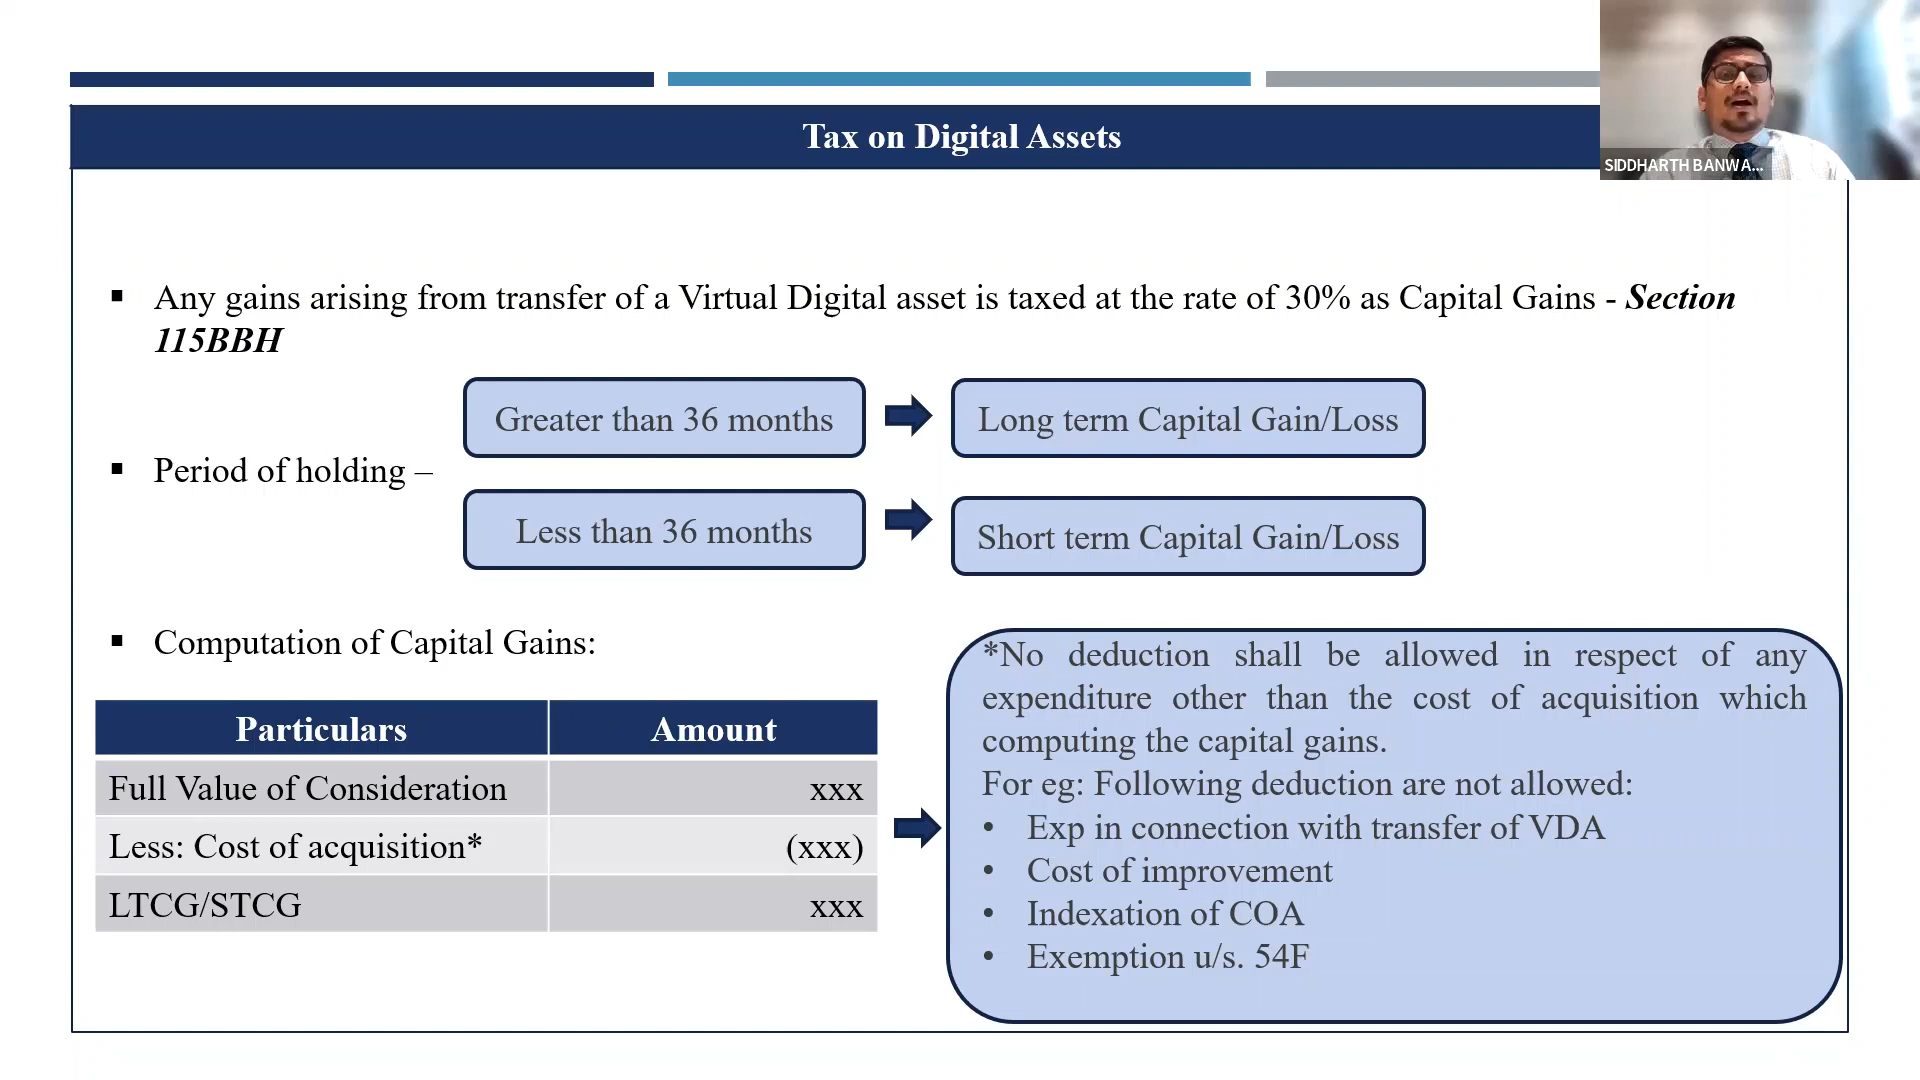 Tax on Digital Assets
SIDDHARTH BANWA...
▪ Any gains arising from transfer of a Virtual Digital asset is taxed at the rate of 30% as Capital Gains - Section
115BBH
Greater than 36 months
Long term Capital Gain/Loss
▪ Period of holding –
Less than 36 months
Short term Capital Gain/Loss
▪ Computation of Capital Gains:
Particulars Amount
Full Value of Consideration xxx
Less: Cost of acquisition* (xxx)
LTCG/STCG xxx
*No deduction shall be allowed in respect of any
expenditure other than the cost of acquisition which
computing the capital gains.
For eg: Following deduction are not allowed:
• Exp in connection with transfer of VDA
• Cost of improvement
• Indexation of COA
• Exemption u/s. 54F